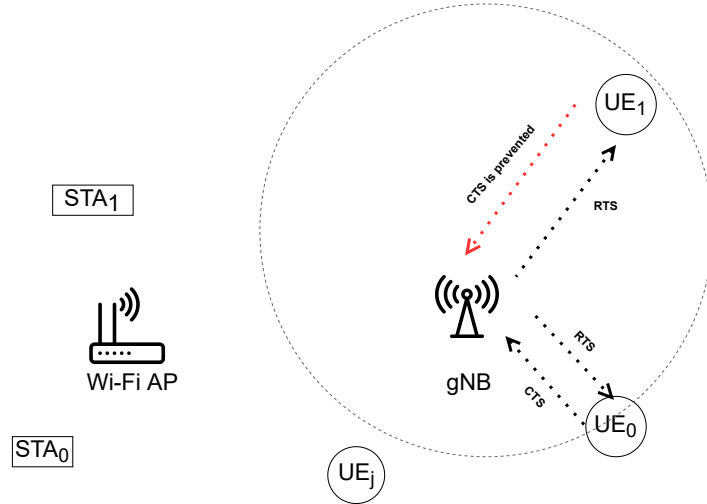 UE1
CTS is prevented
STA1
RTS
RTS
Wi-Fi AP
gNB
CTS
UE0
STA0
UEj